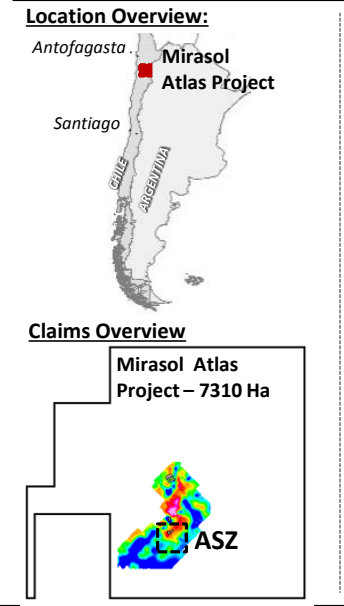 Location Overview:
Antofagasta
Mirasol
Atlas Project
Santiago
CHILE
ARGENTINA
Claims Overview
Mirasol Atlas
Project – 7310 Ha
ASZ